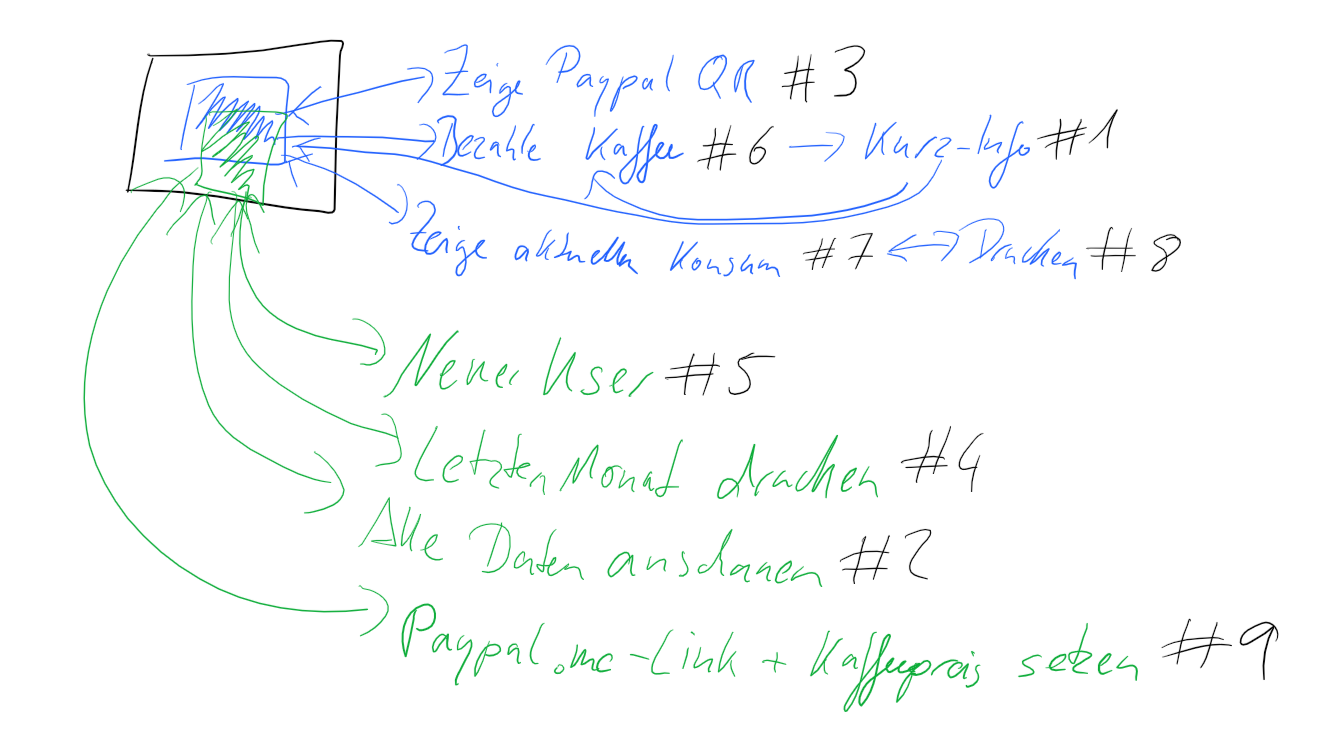 Zeige Paypal QR #3
Bezahle Kaffee #6 → Kurz-Info #1
Zeige aktuellen Konsum #7 ↔ Drucken #8
Neuer User #5
Letzten Monat drucken #4
Alle Daten anschauen #2
Paypal.me-Link + Kaffeepreis setzen #9